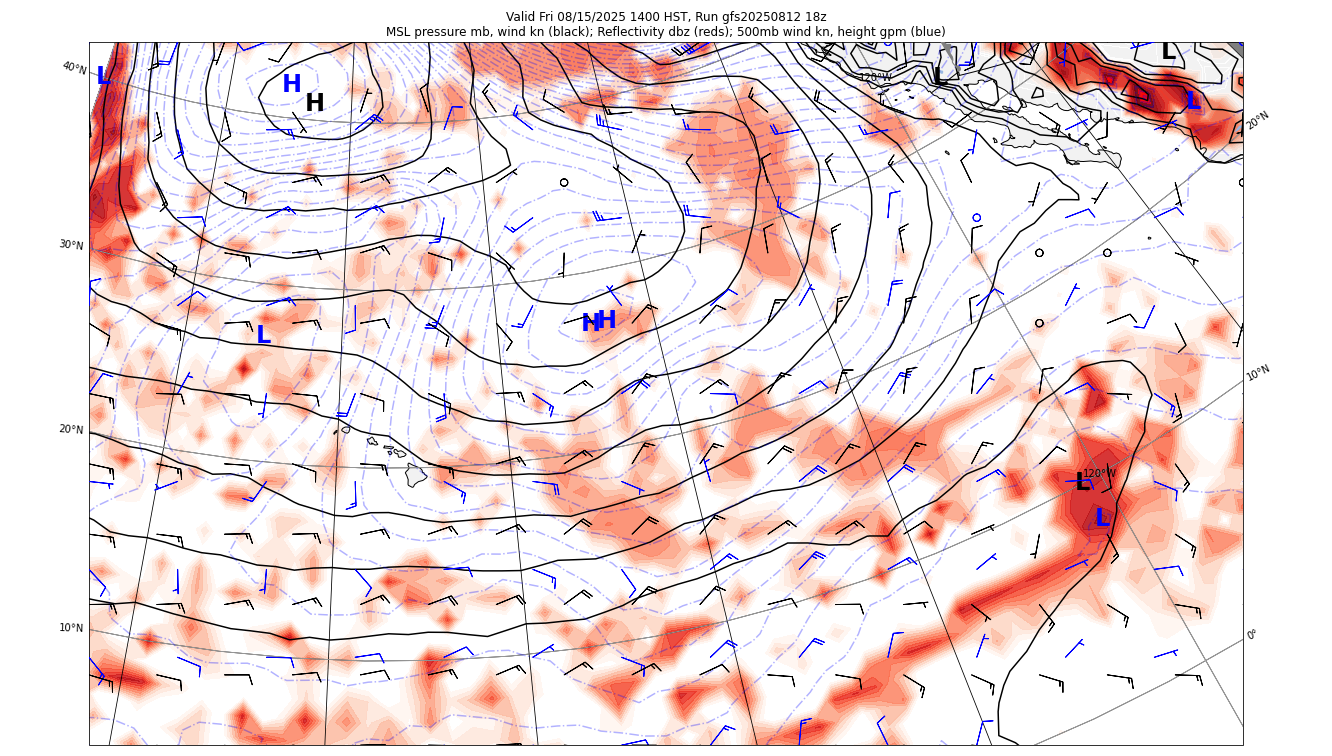 Valid Fri 08/15/2025 1400 HST, Run gfs20250812 18z
MSL pressure mb, wind kn (black); Reflectivity dbz (reds); 500mb wind kn, height gpm (blue)
L
L
40°N
L
H
120°W
L
H
20°N
30°N
L
H
H
10°N
20°N
L
120°W
L
10°N
0°